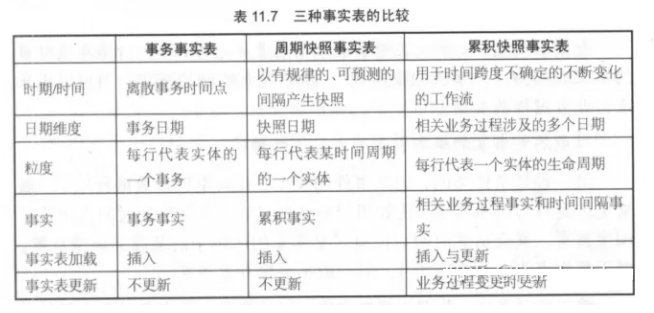 表 11.7 三种事实表的比较
事务事实表 周期快照事实表 累积快照事实表
时期/时间 离散事务时间点 以有规律的、可预测的
间隔产生快照 用于时间跨度不确定的不断变化
的工作流
日期维度 事务日期 快照日期 相关业务过程涉及的多个日期
粒度 每行代表实体的
一个事务 每行代表某时间周期
的一个实体 每行代表一个实体的生命周期
事实 事务事实 累积事实 相关业务过程事实和时间间隔事
实
事实表加载 插入 插入 插入与更新
事实表更新 不更新 不更新 业务过程变更时更新